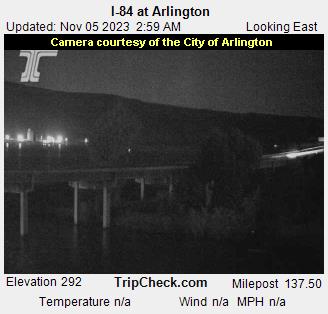 I-84 at Arlington
Updated: Nov 05 2023 2:59 AM Looking East
Camera courtesy of the City of Arlington
Elevation 292 TripCheck.com Milepost 137.50
Temperature n/a Wind n/a MPH n/a